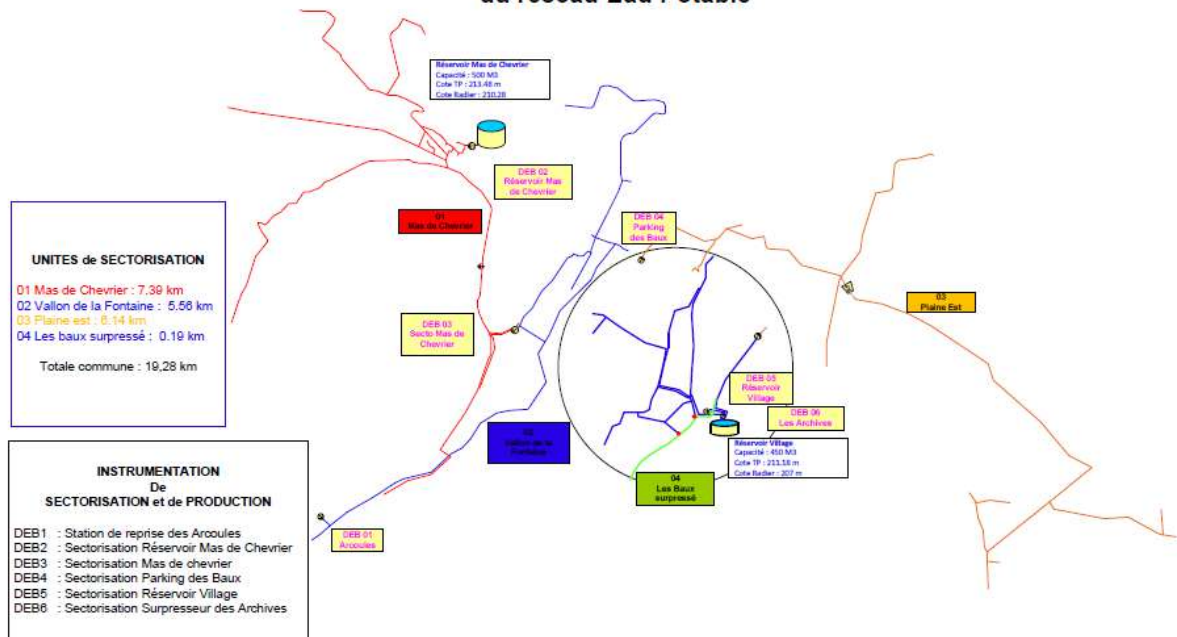 du réseau Eau Potable
Réservoir Mas de Chevrier
Capacité : 500 M3
Cote TP : 213.48 m
Cote Radier : 210.28
DEB 02
Réservoir Mas
de Chevrier
01
Mas de Chevrier
DEB 04
Parking
des Baux
UNITES de SECTORISATION
01 Mas de Chevrier : 7.39 km
02 Vallon de la Fontaine : 5.56 km
03 Plaine est : 6.14 km
04 Les baux surpressé : 0.19 km
Totale commune : 19,28 km
03
Plaine Est
DEB 03
Secto Mas de
Chevrier
DEB 05
Réservoir
Village
DEB 06
Les Archives
02
Vallon de la
Fontaine
Réservoir Village
Capacité : 450 M3
Cote TP : 211.16 m
Cote Radier : 207 m
04
Les Baux
surpressé
INSTRUMENTATION
De
SECTORISATION et de PRODUCTION
DEB1 : Station de reprise des Arcoules
DEB2 : Sectorisation Réservoir Mas de Chevrier
DEB3 : Sectorisation Mas de chevrier
DEB4 : Sectorisation Parking des Baux
DEB5 : Sectorisation Réservoir Village
DEB6 : Sectorisation Surpresseur des Archives
DEB 01
Arcoules